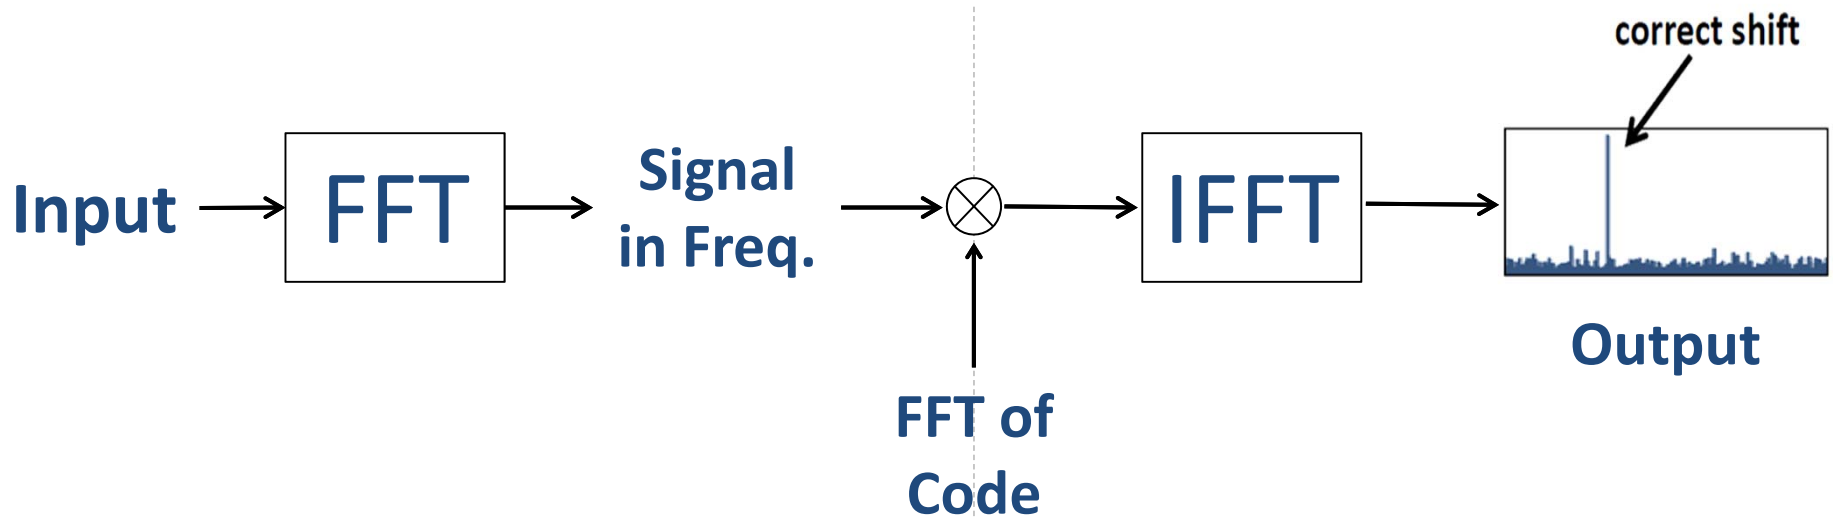 correct shift
Input
FFT
Signal
in Freq.
IFFT
Output
FFT of
Code